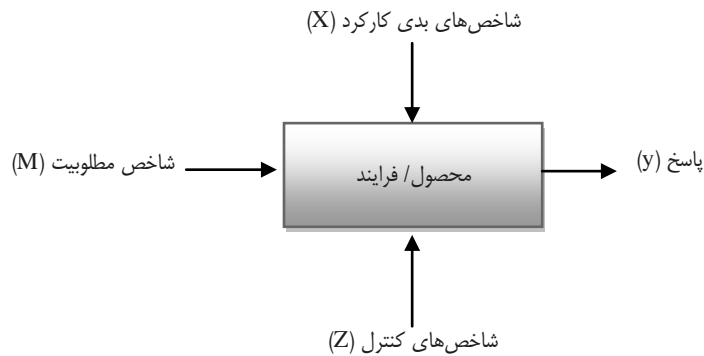 شاخص‌های بدی کارکرد (X)
پاسخ (y)
محصول/ فرایند
شاخص مطلوبیت (M)
شاخص‌های کنترل (Z)